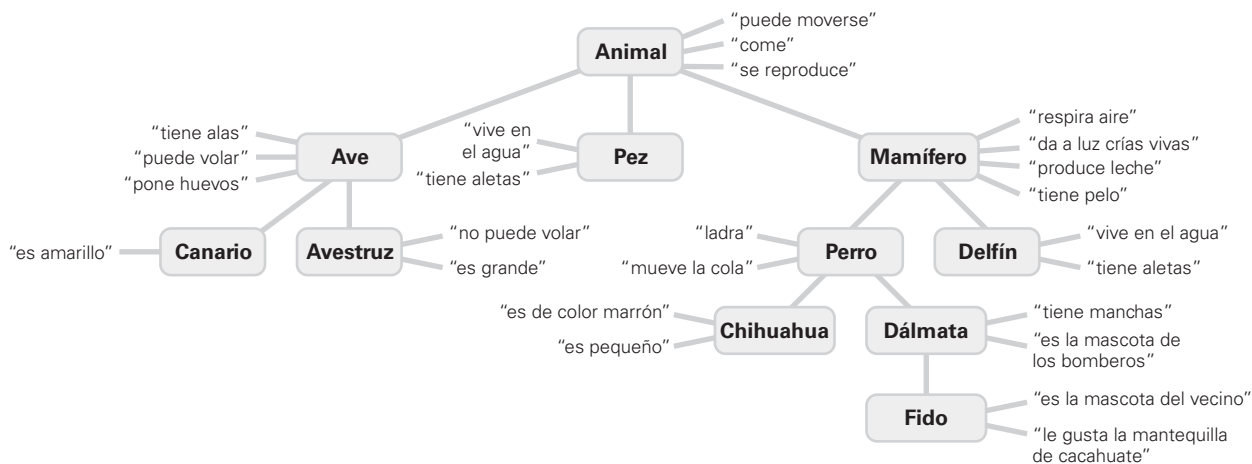 “puede moverse”
Animal
“come”
“se reproduce”
“tiene alas”
“puede volar”
“pone huevos”
Ave
“vive en
el agua”
“tiene aletas”
Pez
Mamífero
“respira aire”
“da a luz crías vivas”
“produce leche”
“tiene pelo”
“es amarillo”
Canario
Avestruz
“no puede volar”
“es grande”
“ladra”
“mueve la cola”
Perro
Delfín
“vive en el agua”
“tiene aletas”
“es de color marrón”
“es pequeño”
Chihuahua
Dálmata
“tiene manchas”
“es la mascota de
los bomberos”
Fido
“es la mascota del vecino”
“le gusta la mantequilla
de cacahuate”